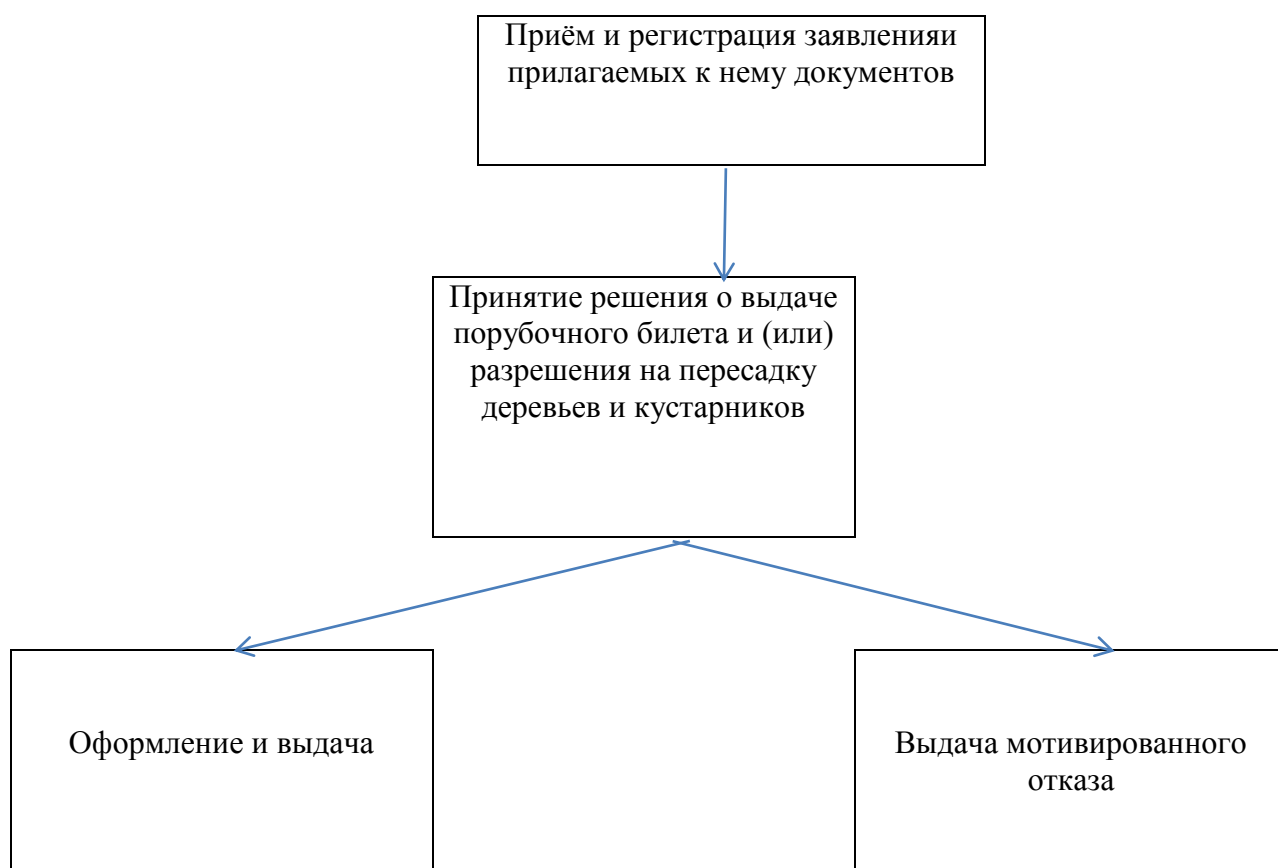 Приём и регистрация заявленияи
прилагаемых к нему документов
Принятие решения о выдаче
порубочного билета и (или)
разрешения на пересадку
деревьев и кустарников
Оформление и выдача
Выдача мотивированного
отказа